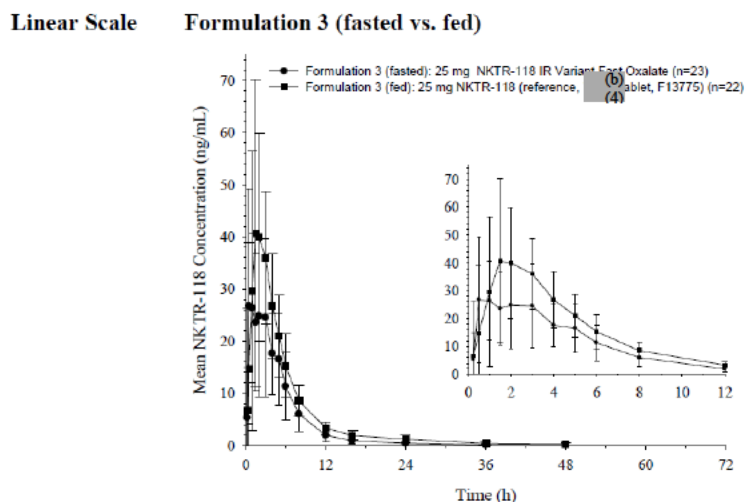 Linear Scale Formulation 3 (fasted vs. fed)
Formulation 3 (fasted): 25 mg NKTR-118 IR Variant Fast Oxalate (n=23)
Formulation 3 (fed): 25 mg NKTR-118 (reference, (b) (4) tablet, F13775) (n=22)
Mean NKTR-118 Concentration (ng/mL)
70
60
50
40
30
20
10
0
70
60
50
40
30
20
10
0
0 2 4 6 8 10 12
0 12 24 36 48 60 72
Time (h)